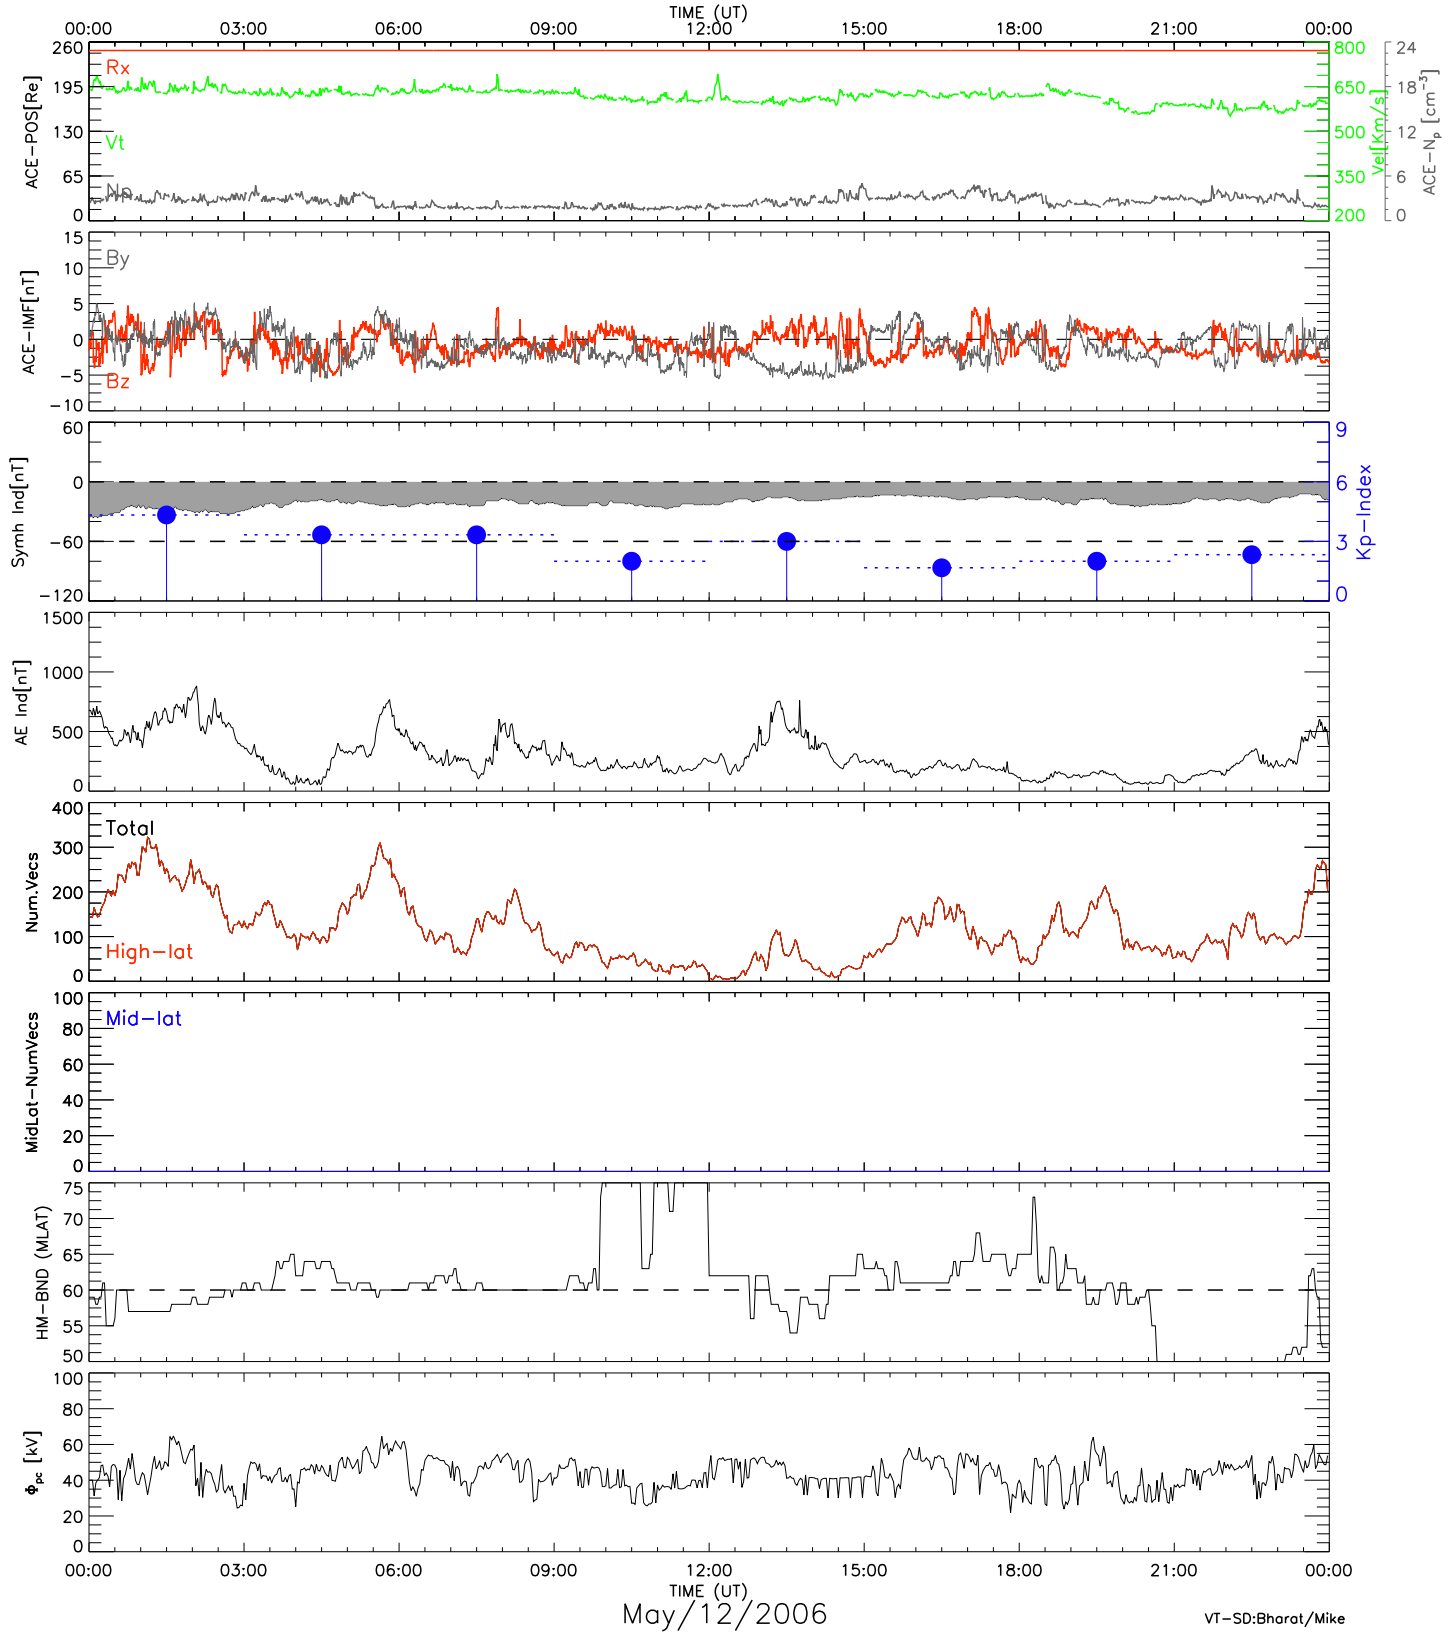 TIME (UT)
00:00 03:00 06:00 09:00 12:00 15:00 18:00 21:00 00:00
ACE-POS[Re]
260
195
130
65
0
Rx
Vt
Np
800
650
500
350
200
Vel[Km/s]
24
18
12
6
0
ACE-Np [cm⁻³]
ACE-IMF[nT]
15
10
5
0
-5
-10
By
Bz
Symh Ind[nT]
60
0
-60
-120
9
6
3
0
Kp-Index
AE Ind[nT]
1500
1000
500
0
Num.Vecs
400
300
200
100
0
Total
High-lat
MidLat-NumVecs
100
80
60
40
20
0
Mid-lat
HM-BND (MLAT)
75
70
65
60
55
50
Φpc [kV]
100
80
60
40
20
0
00:00 03:00 06:00 09:00 12:00 15:00 18:00 21:00 00:00
TIME (UT)
May/12/2006
VT-SD:Bharat/Mike